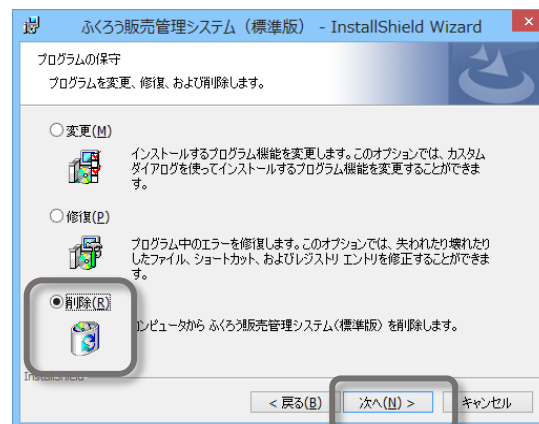 ふくろう販売管理システム（標準版） - InstallShield Wizard
プログラムの保守
プログラムを変更、修復、および削除します。
変更(M)
インストールするプログラム機能を変更します。このオプションでは、カスタム
ダイアログを使ってインストールするプログラム機能を変更することができま
す。
修復(P)
プログラム中のエラーを修復します。このオプションでは、失われたり壊れたり
したファイル、ショートカット、およびレジストリ エントリを修正することができま
す。
削除(R)
コンピュータから ふくろう販売管理システム（標準版） を削除します。
InstallShield
< 戻る(B) 次へ(N) > キャンセル